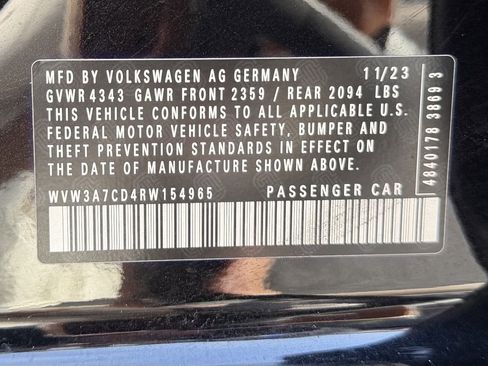 MFD BY VOLKSWAGEN AG GERMANY 11/23
GVWR 4343 GAWR FRONT 2359 / REAR 2094 LBS
THIS VEHICLE CONFORMS TO ALL APPLICABLE U.S.
FEDERAL MOTOR VEHICLE SAFETY, BUMPER AND
THEFT PREVENTION STANDARDS IN EFFECT ON
THE DATE OF MANUFACTURE SHOWN ABOVE.
WVW3A7CD4RW154965 PASSENGER CAR
4840178 3869 3